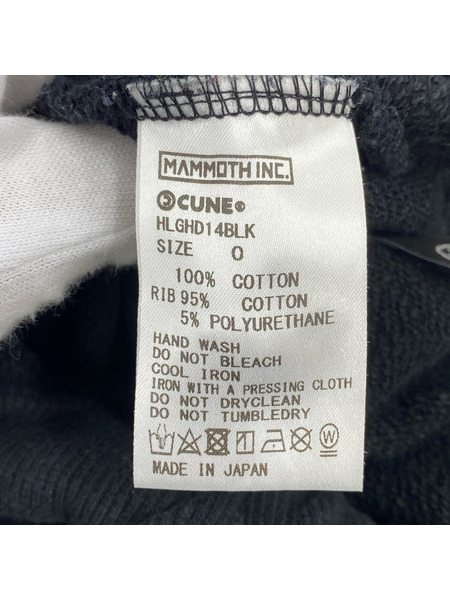 MAMMOTH INC.
CUNE®
HLGHD14BLK
SIZE 0
100% COTTON
RIB 95% COTTON
5% POLYURETHANE
HAND WASH
DO NOT BLEACH
COOL IRON
IRON WITH A PRESSING CLOTH
DO NOT DRYCLEAN
DO NOT TUMBLEDRY
W
MADE IN JAPAN